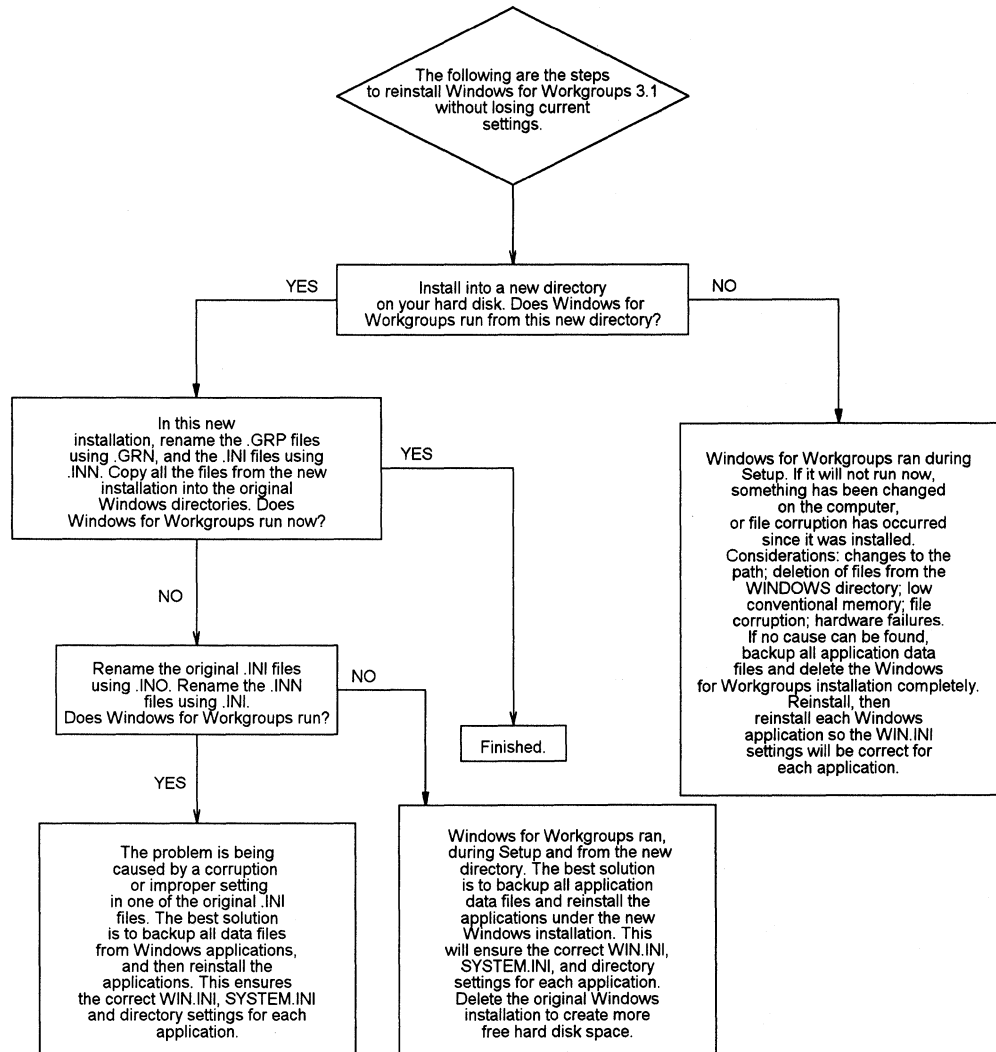 The following are the steps
to reinstall Windows for Workgroups 3.1
without losing current
settings.
YES
Install into a new directory
on your hard disk. Does Windows for
Workgroups run from this new directory?
NO
In this new
installation, rename the .GRP files
using .GRN, and the .INI files using
.INN. Copy all the files from the new
installation into the original
Windows directories. Does
Windows for Workgroups run now?
YES
Windows for Workgroups ran during
Setup. If it will not run now,
something has been changed
on the computer,
or file corruption has occurred
since it was installed.
Considerations: changes to the
path; deletion of files from the
WINDOWS directory; low
conventional memory; file
corruption; hardware failures.
If no cause can be found,
backup all application data
files and delete the Windows
for Workgroups installation completely.
Reinstall, then
reinstall each Windows
application so the WIN.INI
settings will be correct for
each application.
NO
Rename the original .INI files
using .INO. Rename the .INN
files using .INI.
Does Windows for Workgroups run?
NO
Finished.
YES
The problem is being
caused by a corruption
or improper setting
in one of the original .INI
files. The best solution
is to backup all data files
from Windows applications,
and then reinstall the
applications. This ensures
the correct WIN.INI, SYSTEM.INI
and directory settings for each
application.
Windows for Workgroups ran,
during Setup and from the new
directory. The best solution
is to backup all application
data files and reinstall the
applications under the new
Windows installation. This
will ensure the correct WIN.INI,
SYSTEM.INI, and directory
settings for each application.
Delete the original Windows
installation to create more
free hard disk space.